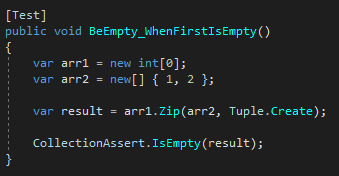 [Test]
public void BeEmpty_WhenFirstIsEmpty()
{
    var arr1 = new int[0];
    var arr2 = new[] { 1, 2 };

    var result = arr1.Zip(arr2, Tuple.Create);

    CollectionAssert.IsEmpty(result);
}